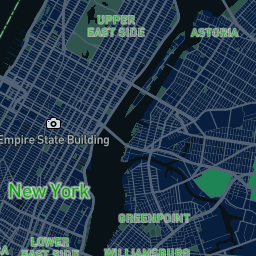 UPPER
EAST SIDE
ASTORIA
Empire State Building
New York
GREENPOINT
LOWER
EAST SIDE
WILLIAMSBURG